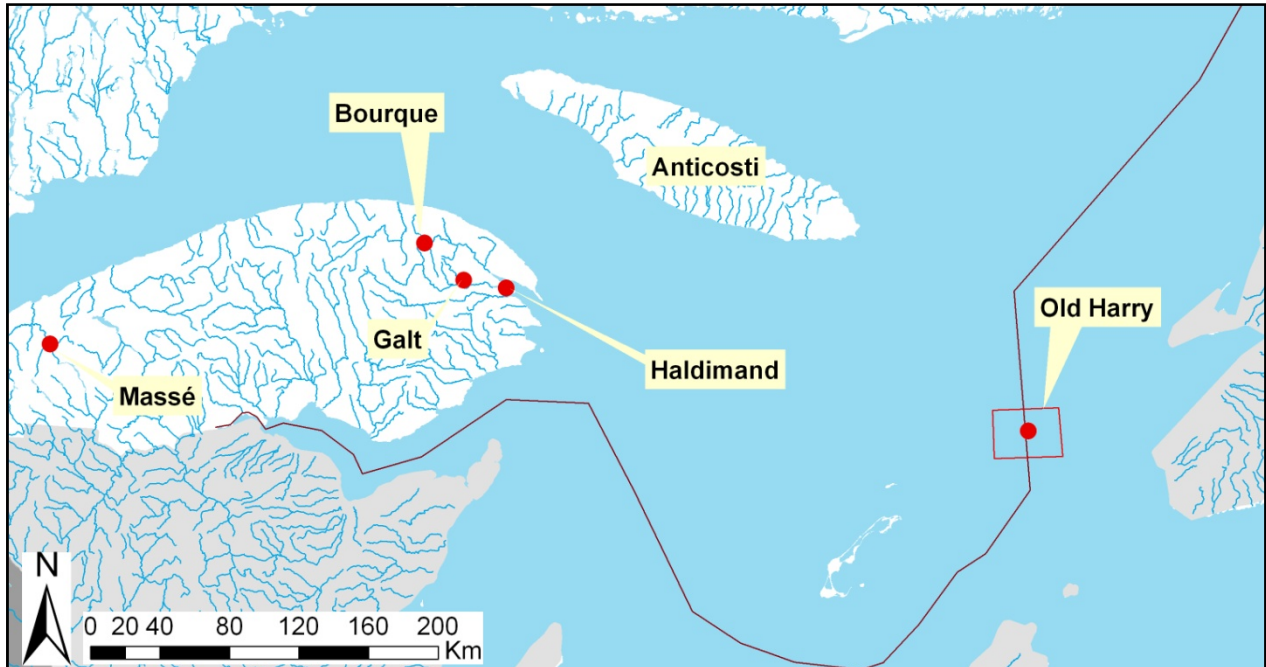 Bourque
Anticosti
Old Harry
Galt
Haldimand
Massé
N
0 20 40 80 120 160 200
Km